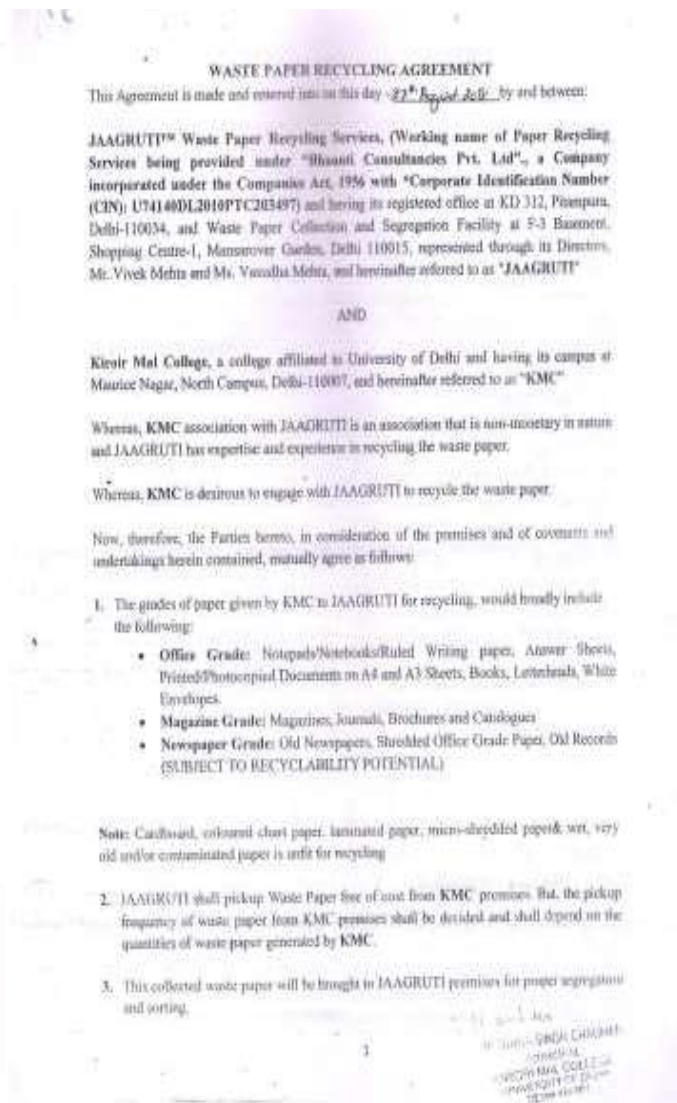 WASTE PAPER RECYCLING AGREEMENT
This Agreement is made and entered into on this day 27th August by and between:
JAAGRUTI™ Waste Paper Recycling Services, (Working name of Paper Recycling
Services being provided under "Bhaanti Consultancies Pvt. Ltd"., a Company
incorporated under the Companies Act, 1956 with "Corporate Identification Number
(CIN): U74140DL2010PTC203497) and having its registered office at KD 312, Pitampura,
Delhi-110034, and Waste Paper Collection and Segregation Facility at F-3 Basement,
Shopping Centre-1, Mansarover Garden, Delhi 110015, represented through its Directors,
Mr. Vivek Mehta and Ms. Vasudha Mehta, and hereinafter referred to as "JAAGRUTI"
AND
Kirori Mal College, a college affiliated to University of Delhi and having its campus at
Maurice Nagar, North Campus, Delhi-110007, and hereinafter referred to as "KMC"
Whereas, KMC association with JAAGRUTI is an association that is non-monetary in nature
and JAAGRUTI has expertise and experience in recycling the waste paper.
Whereas, KMC is desirous to engage with JAAGRUTI to recycle the waste paper.
Now, therefore, the Parties hereto, in consideration of the premises and of covenants and
undertakings herein contained, mutually agree as follows:
1. The grades of paper given by KMC to JAAGRUTI for recycling, would broadly include
the following:
• Office Grade: Notepads/Notebooks/Ruled Writing paper, Answer Sheets,
Printed/Photocopied Documents on A4 and A3 Sheets, Books, Letterheads, White
Envelopes.
• Magazine Grade: Magazines, Journals, Brochures and Catalogues
• Newspaper Grade: Old Newspapers, Shredded Office Grade Paper, Old Records
(SUBJECT TO RECYCLABILITY POTENTIAL)
Note: Cardboard, coloured chart paper, laminated paper, micro-shredded paper& wet, very
old and/or contaminated paper is unfit for recycling
2. JAAGRUTI shall pickup Waste Paper free of cost from KMC premises. But, the pickup
frequency of waste paper from KMC premises shall be decided and shall depend on the
quantities of waste paper generated by KMC.
3. This collected waste paper will be brought to JAAGRUTI premises for proper segregation
and sorting.
1
SINGH CHAUHAN
PRINCIPAL
KIRORI MAL COLLEGE
UNIVERSITY OF DELHI